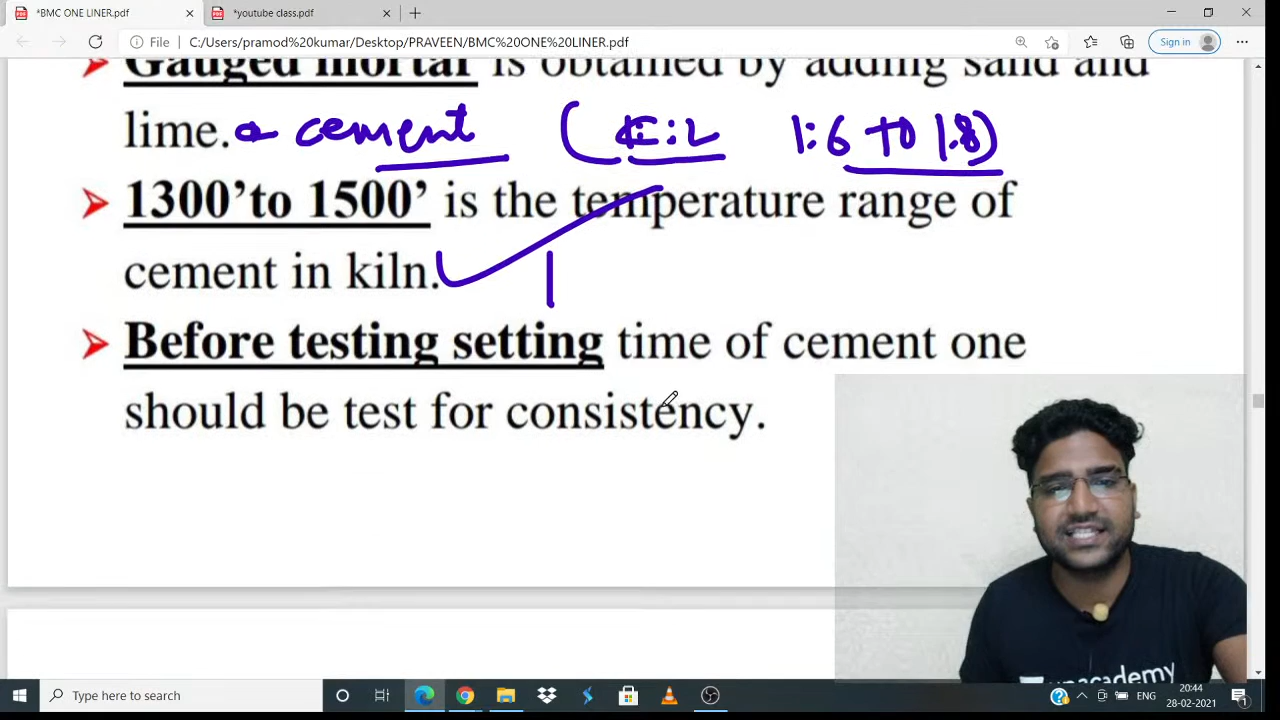 *BMC ONE LINER.pdf
*youtube class.pdf
File C:/Users/pramod%20kumar/Desktop/PRAVEEN/BMC%20ONE%20LINER.pdf
Sign in
Gauged mortar is obtained by adding sand and
lime. cement ( C:L 1:6 to 1:8)
1300’to 1500’ is the temperature range of
cement in kiln.
Before testing setting time of cement one
should be test for consistency.
unacademy
Type here to search
ENG
20:44
28-02-2021
1